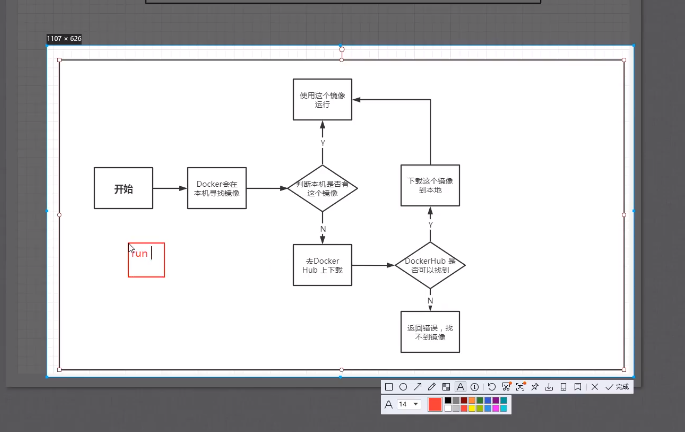 1107 × 626
使用这个镜像
运行
Y
开始
Docker会在
本机寻找镜像
判断本机是否有
这个镜像
下载这个镜像
到本地
N
Y
run
去Docker
Hub 上下载
DockerHub 是
否可以找到
N
返回错误，找
不到镜像
完成
A 14